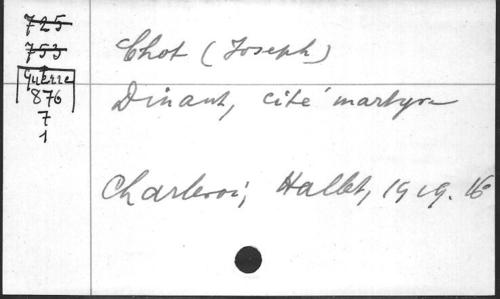 725
753
Guerre
876
7
1
Chot (Joseph)
Dinant, cité martyre
Charleroi, Hallet, 1919. 16°